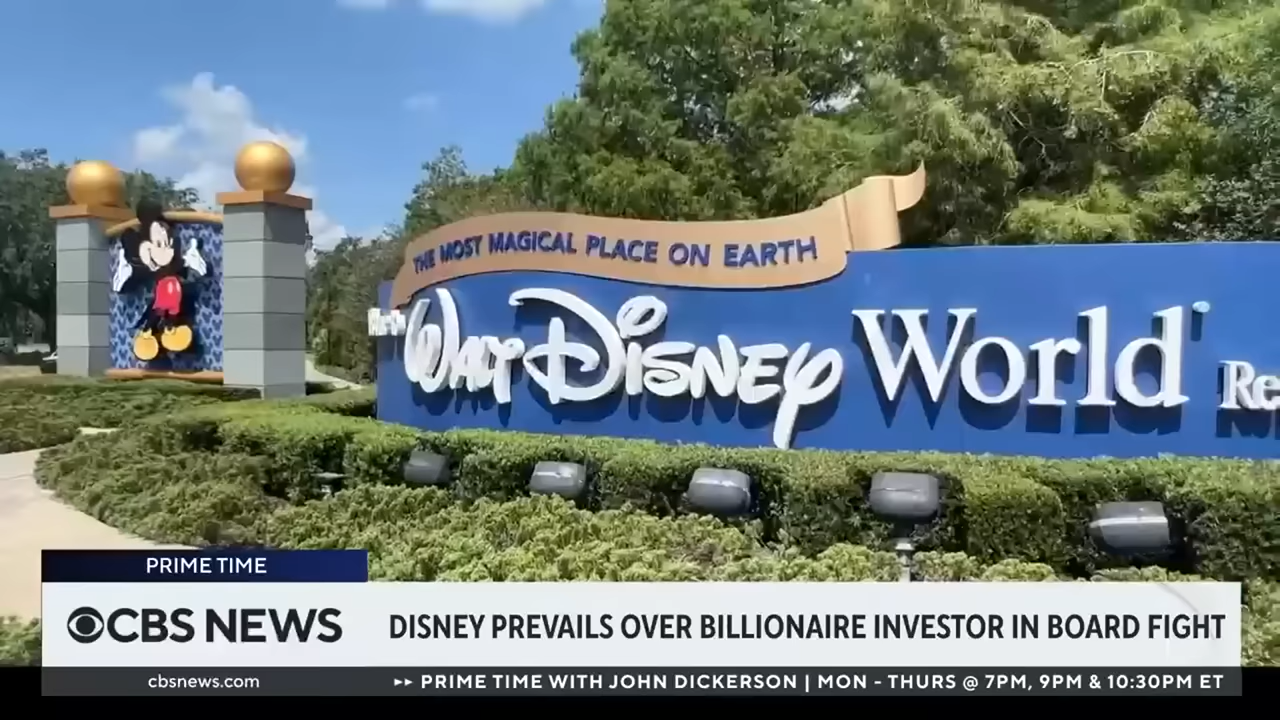 THE MOST MAGICAL PLACE ON EARTH
WALT DISNEY World
Re
PRIME TIME
CBS NEWS
DISNEY PREVAILS OVER BILLIONAIRE INVESTOR IN BOARD FIGHT
cbsnews.com
PRIME TIME WITH JOHN DICKERSON | MON - THURS @ 7PM, 9PM & 10:30PM ET